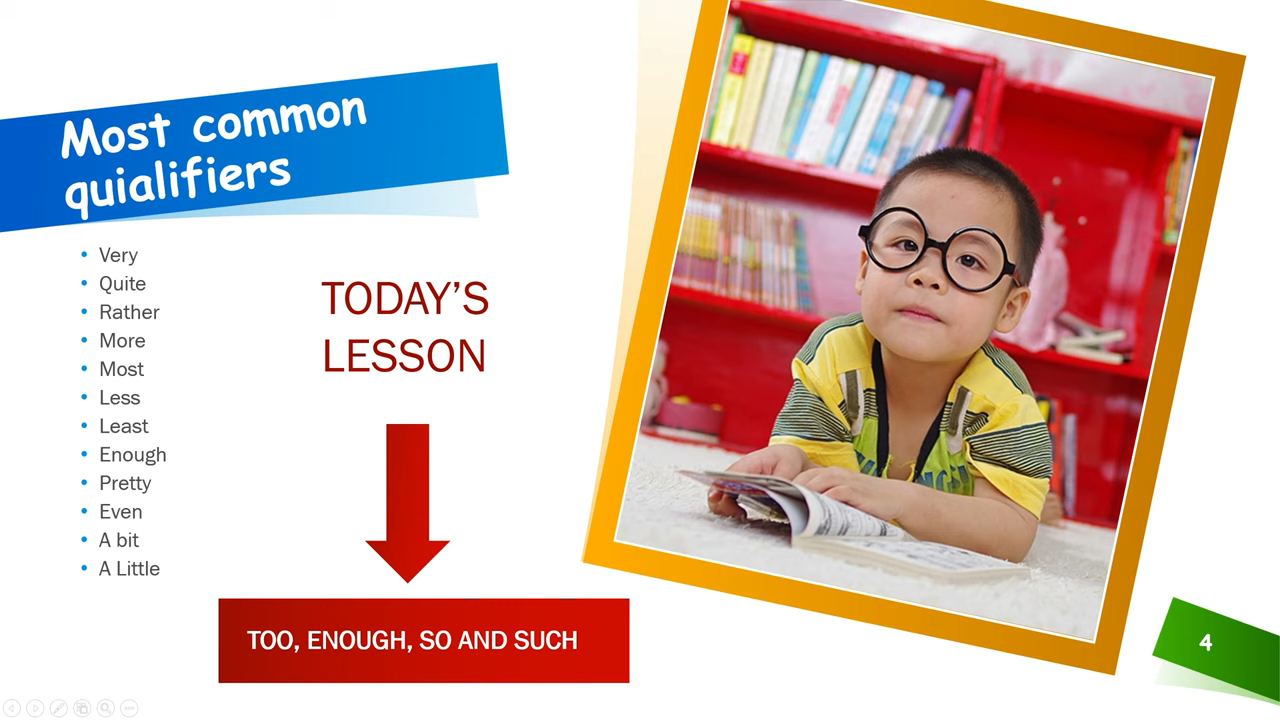 Most common
quialifiers
Very
Quite
Rather
More
Most
Less
Least
Enough
Pretty
Even
A bit
A Little
TODAY’S
LESSON
TOO, ENOUGH, SO AND SUCH
4